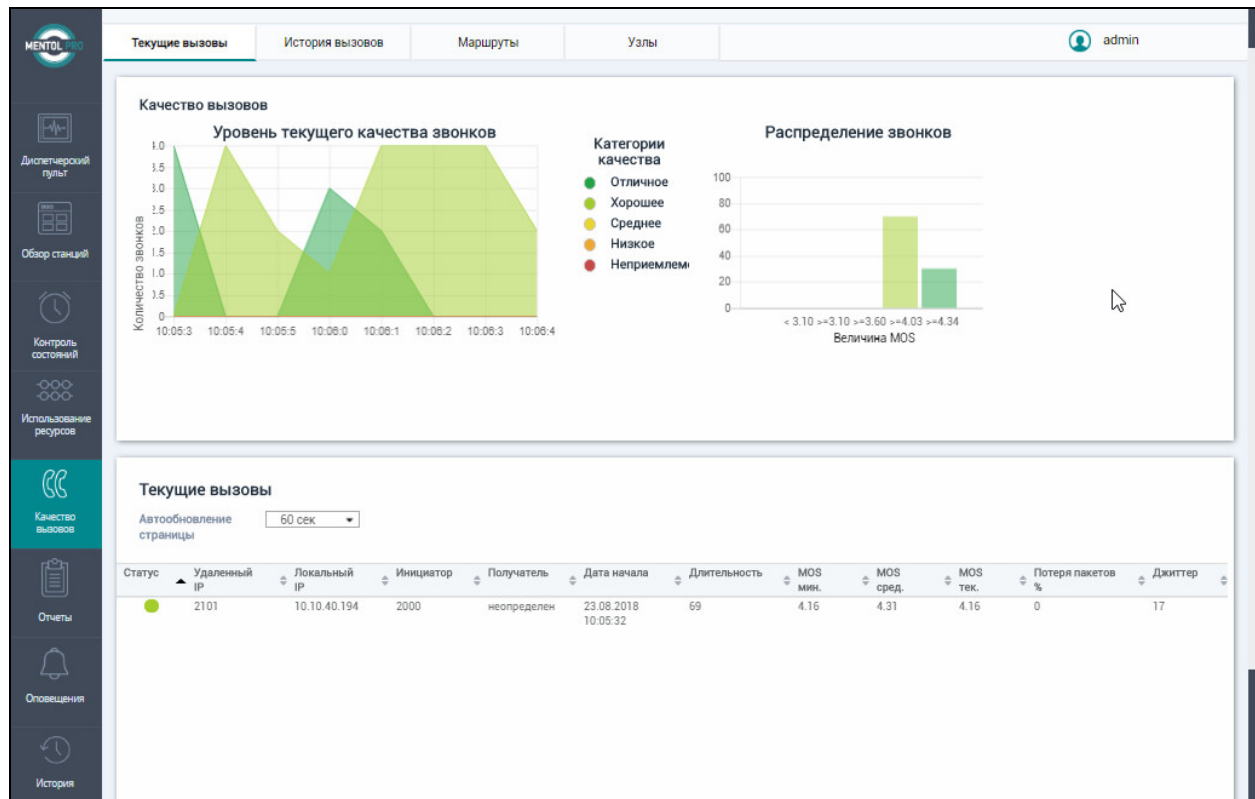 MENTOL PRO
Текущие вызовы
История вызовов
Маршруты
Узлы
admin
Диспетчерский
пульт
Обзор станций
Контроль
состояний
Использование
ресурсов
Качество
вызовов
Отчеты
Оповещения
История
Качество вызовов
Уровень текущего качества звонков
Количество звонков
0
10:05:3 10:05:4 10:05:5 10:06:0 10:06:1 10:06:2 10:06:3 10:06:4
Категории
качества
Отличное
Хорошее
Среднее
Низкое
Неприемлем
Распределение звонков
100
80
60
40
20
0
< 3.10 >=3.10 >=3.60 >=4.03 >=4.34
Величина MOS
Текущие вызовы
Автообновление
страницы
60 сек
Статус Удаленный IP Локальный IP Инициатор Получатель Дата начала Длительность MOS мин. MOS сред. MOS тек. Потеря пакетов % Джиттер
2101 10.10.40.194 2000 неопределен 23.08.2018 10:05:32 69 4.16 4.31 4.16 0 17